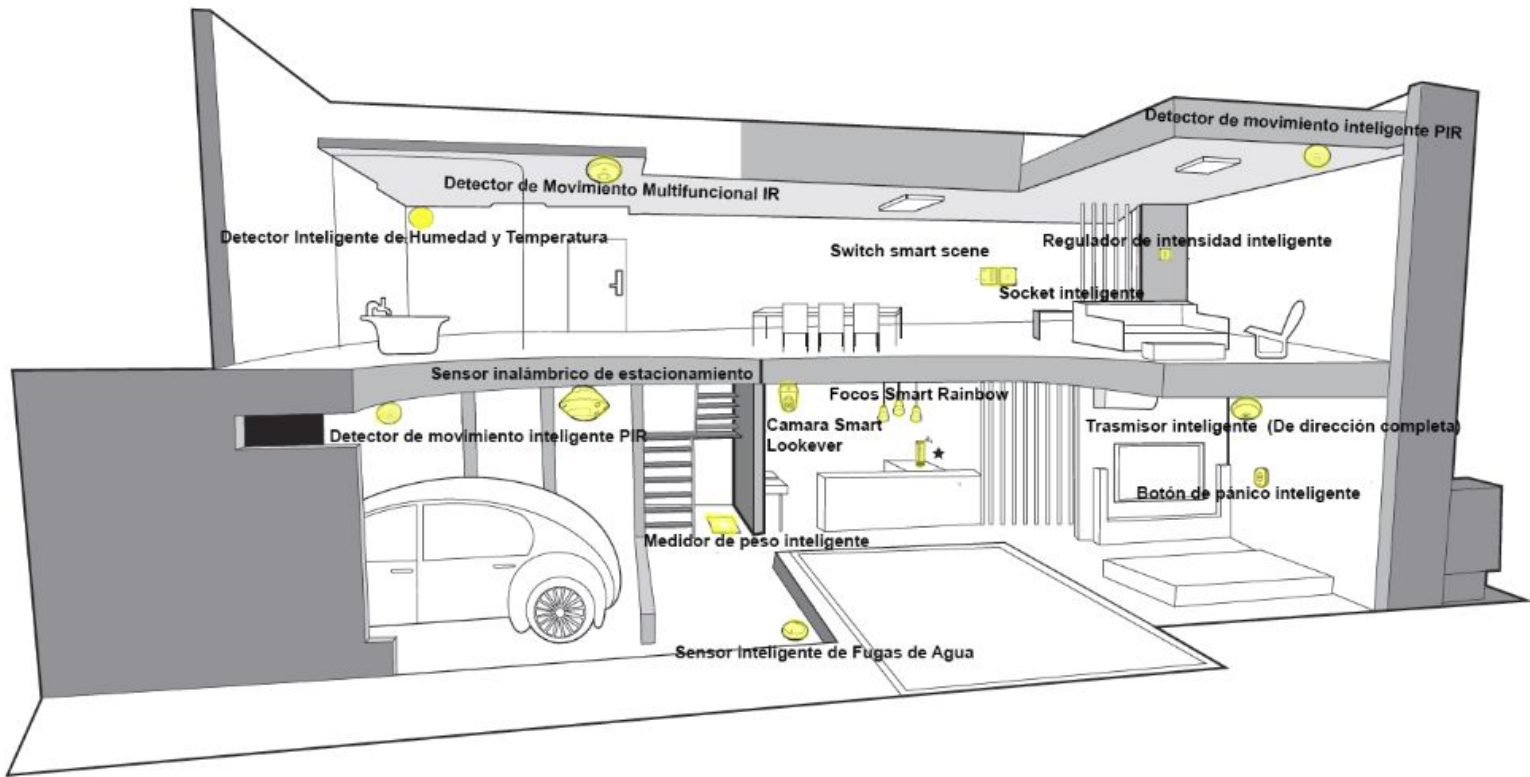 Detector de movimiento inteligente PIR
Detector de Movimiento Multifuncional IR
Detector Inteligente de Humedad y Temperatura
Switch smart scene
Regulador de intensidad inteligente
Socket inteligente
Sensor inalámbrico de estacionamiento
Focos Smart Rainbow
Detector de movimiento inteligente PIR
Camara Smart
Lookever
Trasmisor inteligente (De dirección completa)
Botón de pánico inteligente
Medidor de peso inteligente
Sensor Inteligente de Fugas de Agua